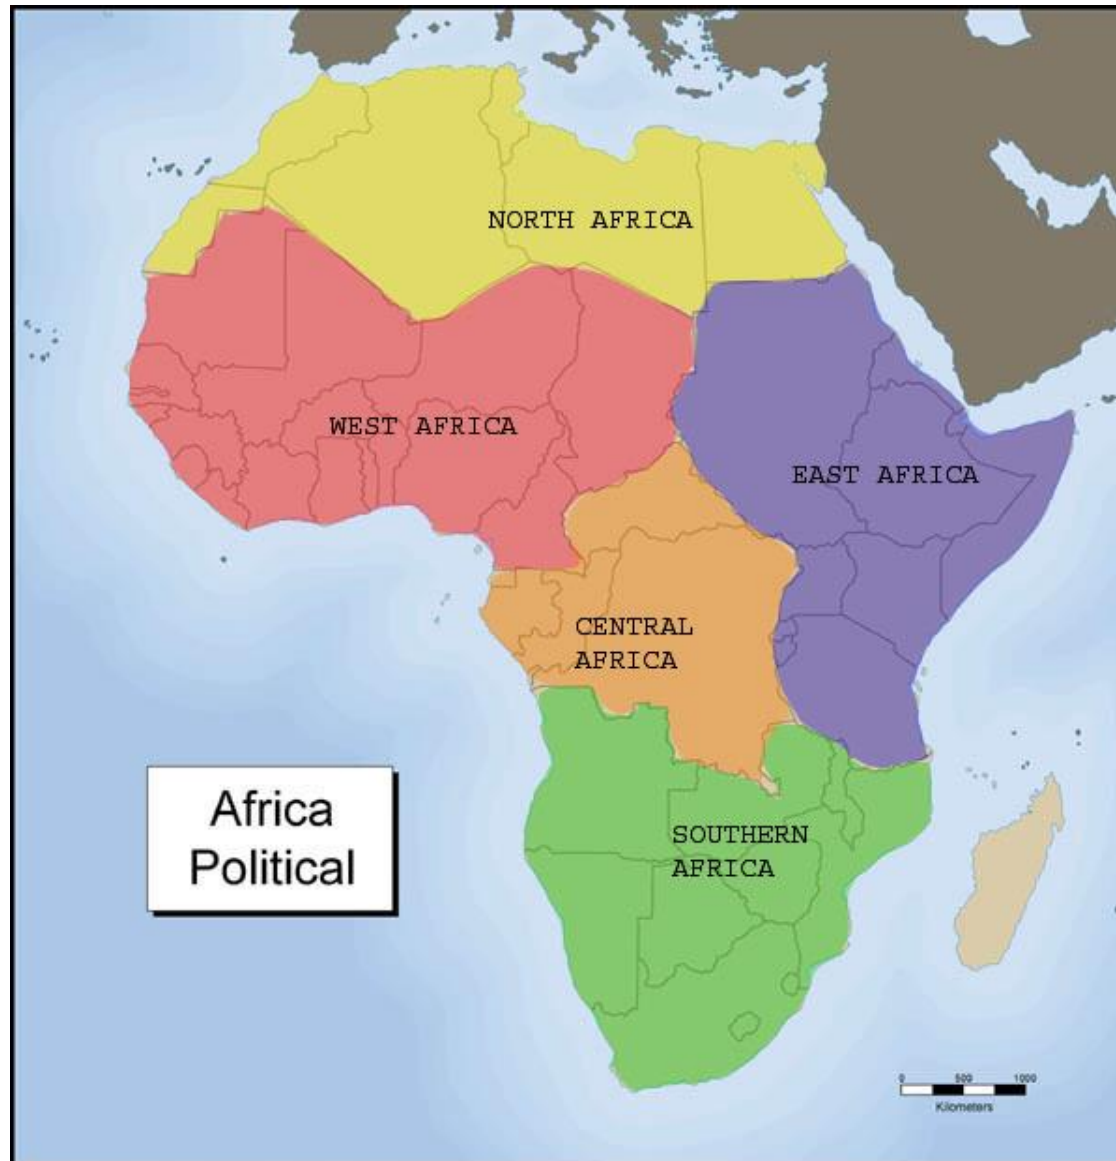 NORTH AFRICA
WEST AFRICA
EAST AFRICA
CENTRAL
AFRICA
Africa
Political
SOUTHERN
AFRICA
0 500 1000
Kilometers